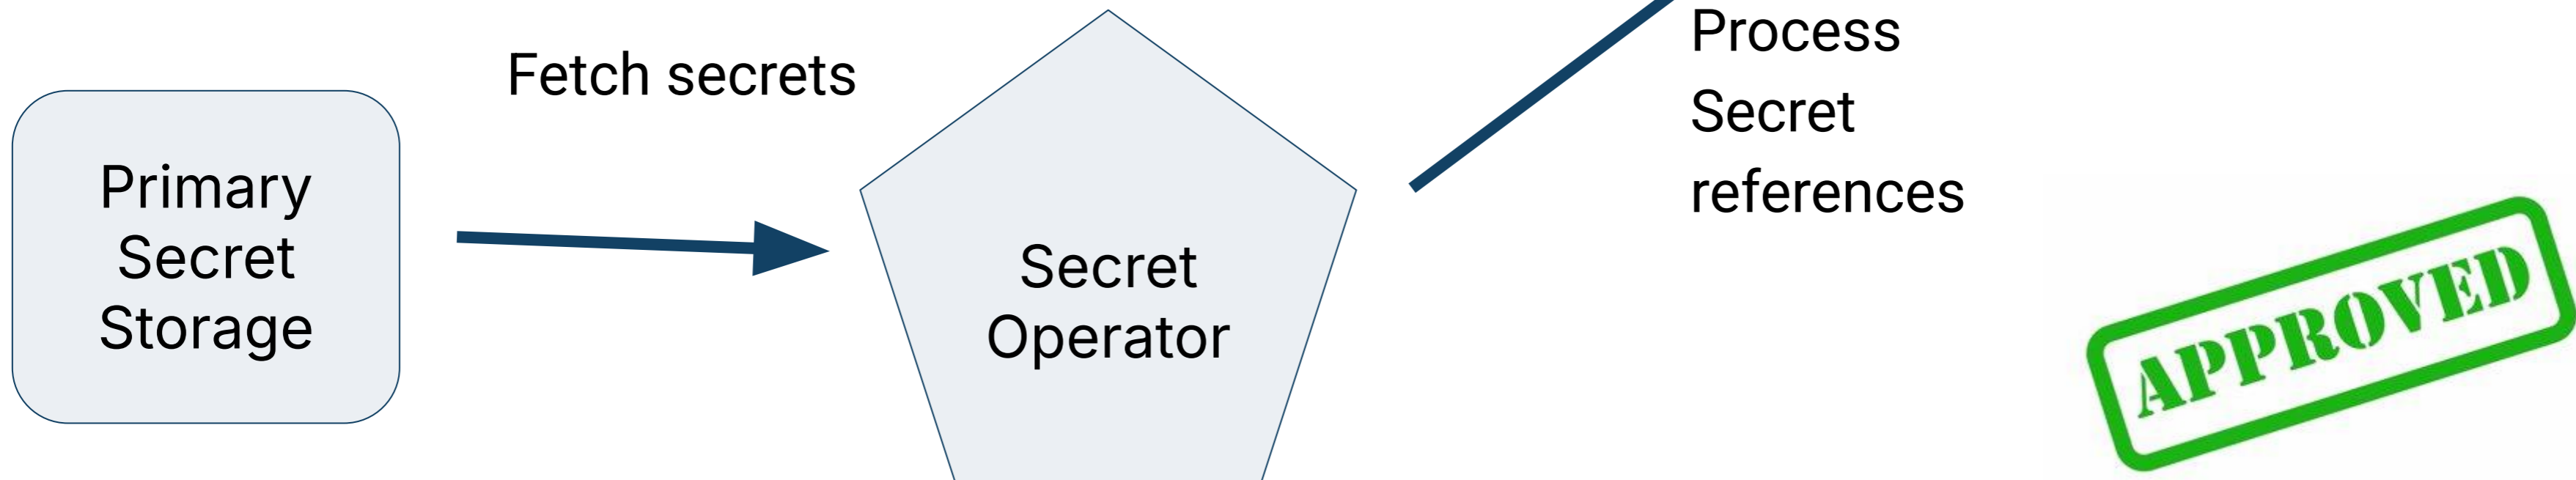 Fetch secrets
Primary
Secret
Storage
Secret
Operator
Process
Secret
references
APPROVED